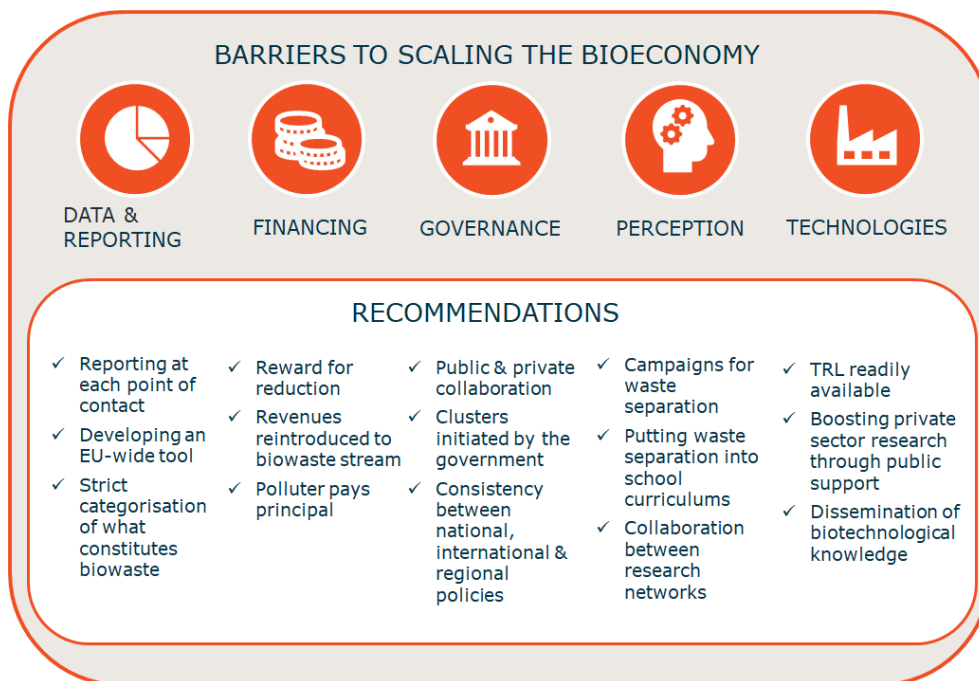 BARRIERS TO SCALING THE BIOECONOMY
DATA &
REPORTING
FINANCING
GOVERNANCE
PERCEPTION
TECHNOLOGIES
RECOMMENDATIONS
✓ Reporting at
each point of
contact
✓ Developing an
EU-wide tool
✓ Strict
categorisation
of what
constitutes
biowaste
✓ Reward for
reduction
✓ Revenues
reintroduced to
biowaste stream
✓ Polluter pays
principal
✓ Public & private
collaboration
✓ Clusters
initiated by the
government
✓ Consistency
between
national,
international &
regional
policies
✓ Campaigns for
waste
separation
✓ Putting waste
separation into
school
curriculums
✓ Collaboration
between
research
networks
✓ TRL readily
available
✓ Boosting private
sector research
through public
support
✓ Dissemination of
biotechnological
knowledge